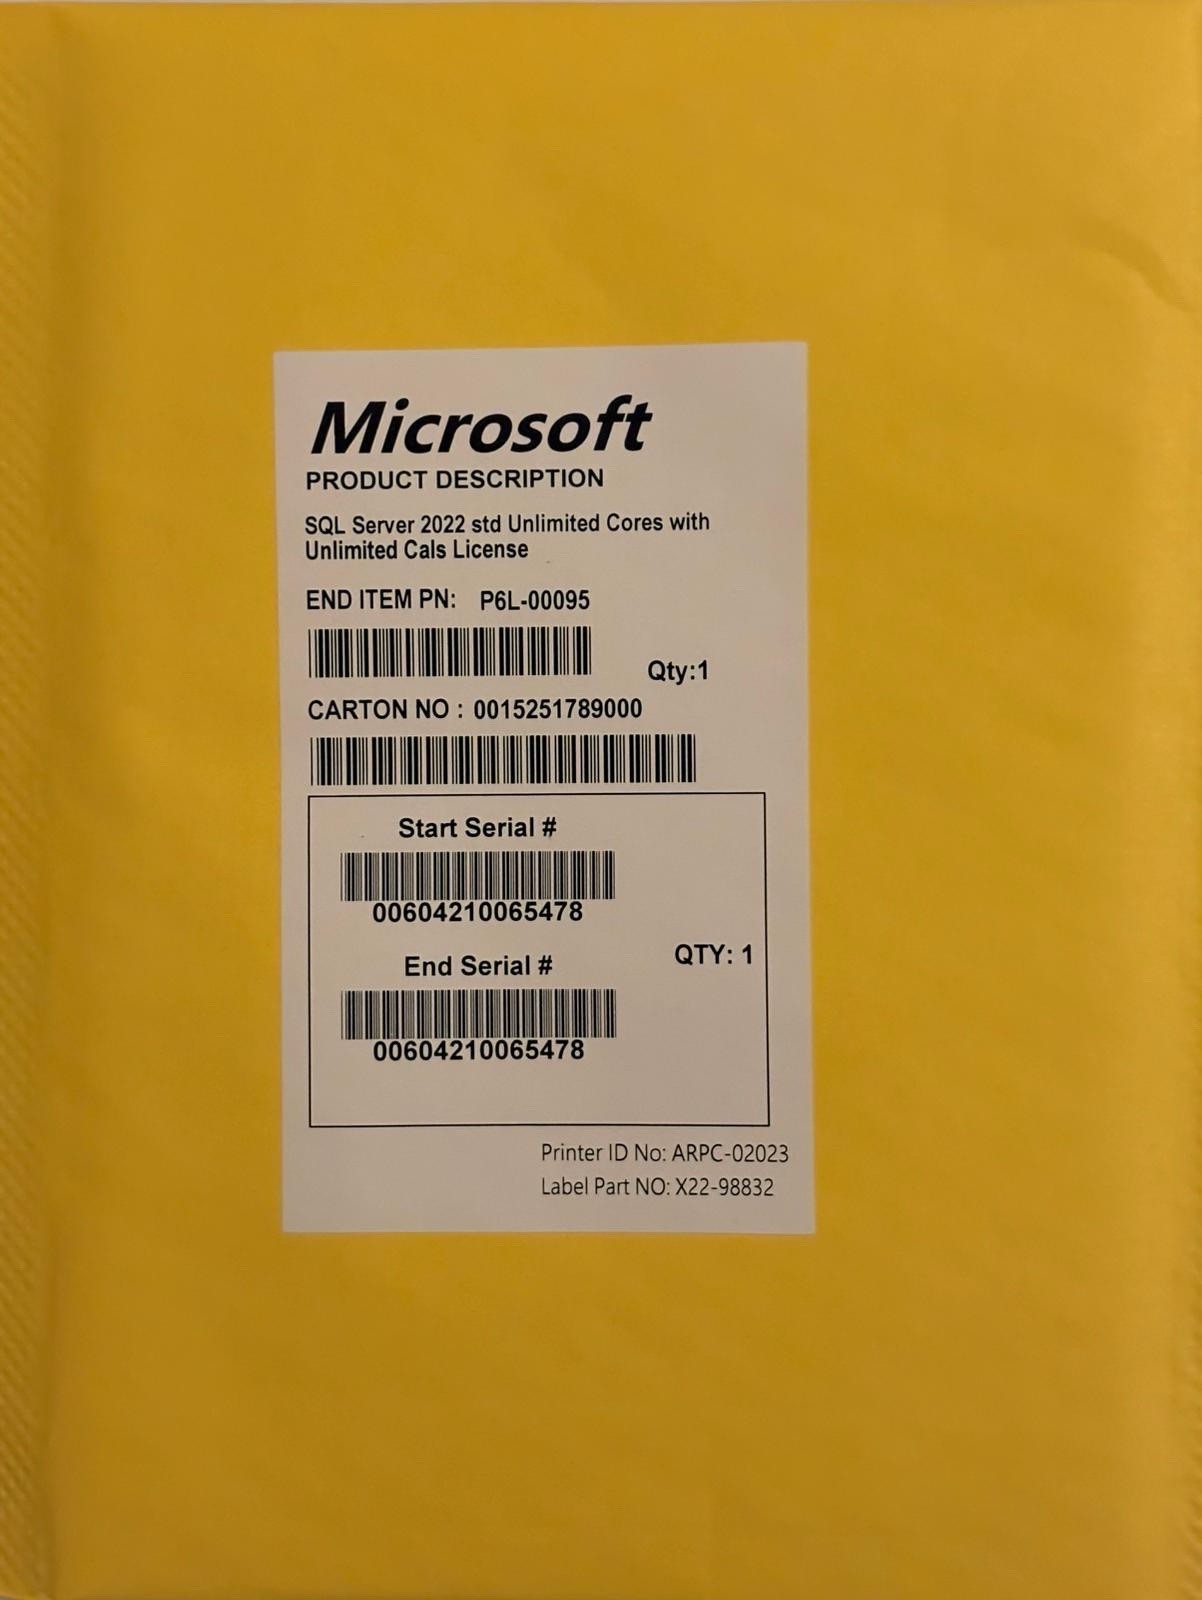 Microsoft
PRODUCT DESCRIPTION
SQL Server 2022 std Unlimited Cores with
Unlimited Cals License
END ITEM PN: P6L-00095
Qty:1
CARTON NO : 0015251789000
Start Serial #
00604210065478
End Serial #
QTY: 1
00604210065478
Printer ID No: ARPC-02023
Label Part NO: X22-98832